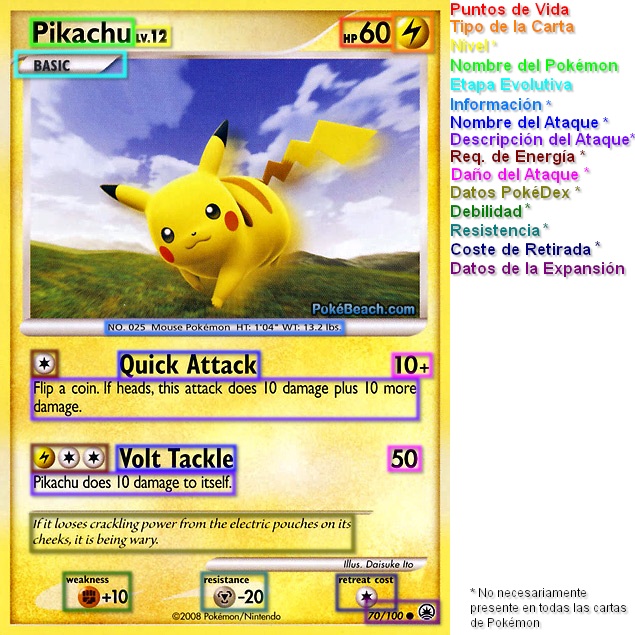 Pikachu LV.12 HP 60
BASIC
PokéBeach.com
NO. 025 Mouse Pokémon HT: 1'04" WT: 13.2 lbs.
Quick Attack 10+
Flip a coin. If heads, this attack does 10 damage plus 10 more
damage.
Volt Tackle 50
Pikachu does 10 damage to itself.
If it looses crackling power from the electric pouches on its
cheeks, it is being wary.
Illus. Daisuke Ito
weakness resistance retreat cost
+10 -20
©2008 Pokémon/Nintendo 70/100
Puntos de Vida
Tipo de la Carta
Nivel *
Nombre del Pokémon
Etapa Evolutiva
Información *
Nombre del Ataque *
Descripción del Ataque*
Req. de Energía *
Daño del Ataque *
Datos PokéDex *
Debilidad *
Resistencia *
Coste de Retirada *
Datos de la Expansión
* No necesariamente
presente en todas las cartas
de Pokémon